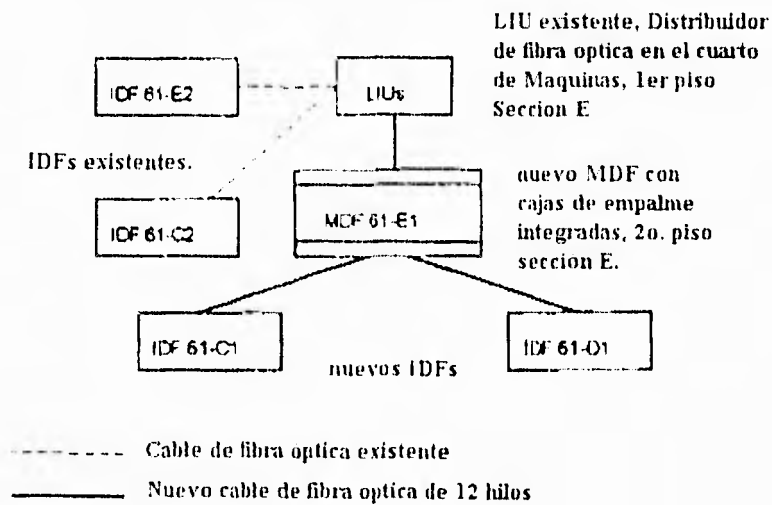 LIU existente, Distribuidor
de fibra optica en el cuarto
de Maquinas, 1er piso
Seccion E
IDF 61-E2
LIUs
IDFs existentes.
nuevo MDF con
cajas de empalme
integradas, 2o. piso
seccion E.
IDF 61-C2
MDF 61-E1
IDF 61-C1
nuevos IDFs
IDF 61-D1
Cable de fibra optica existente
Nuevo cable de fibra optica de 12 hilos